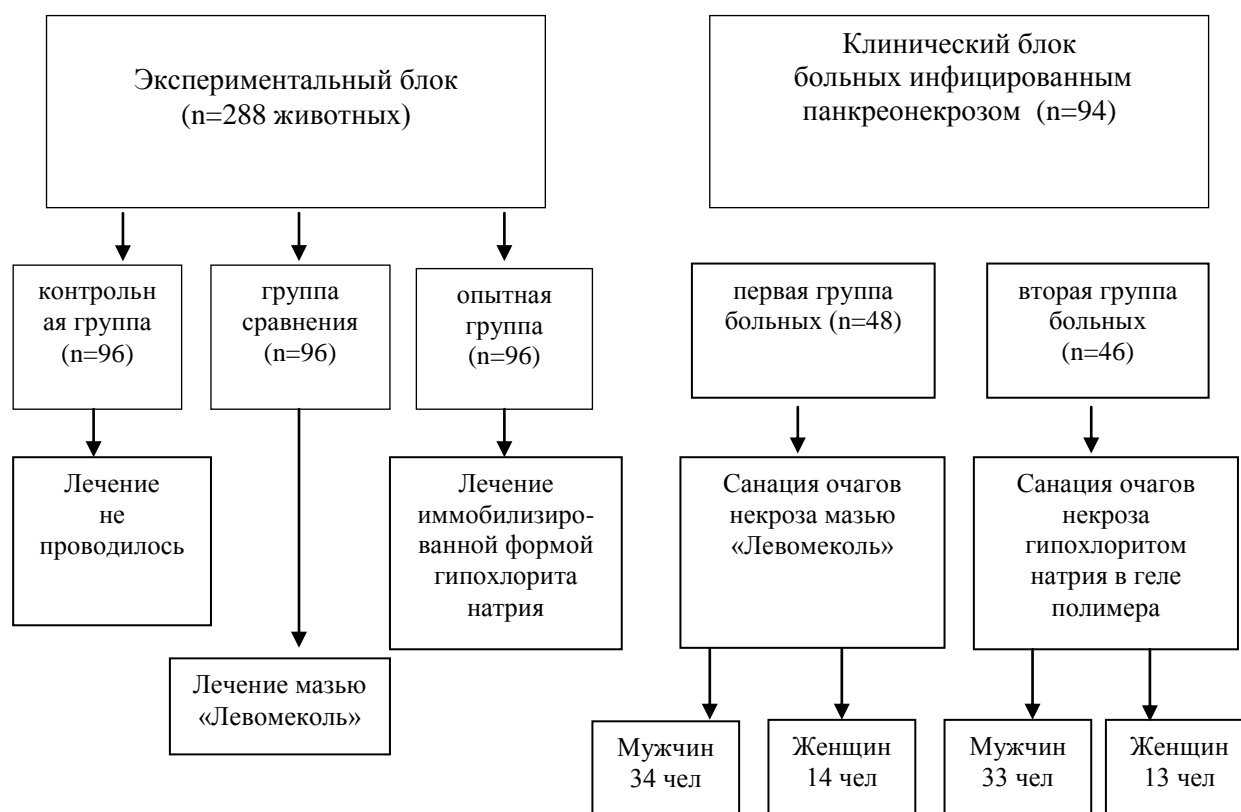 Экспериментальный блок
(n=288 животных)
Клинический блок
больных инфицированным
панкреонекрозом (n=94)
контрольн
ая группа
(n=96)
группа
сравнения
(n=96)
опытная
группа
(n=96)
первая группа
больных (n=48)
вторая группа
больных
(n=46)
Лечение
не
проводилось
Лечение
иммобилизиро-
ванной формой
гипохлорита
натрия
Санация очагов
некроза мазью
«Левомеколь»
Санация очагов
некроза
гипохлоритом
натрия в геле
полимера
Лечение мазью
«Левомеколь»
Мужчин
34 чел
Женщин
14 чел
Мужчин
33 чел
Женщин
13 чел